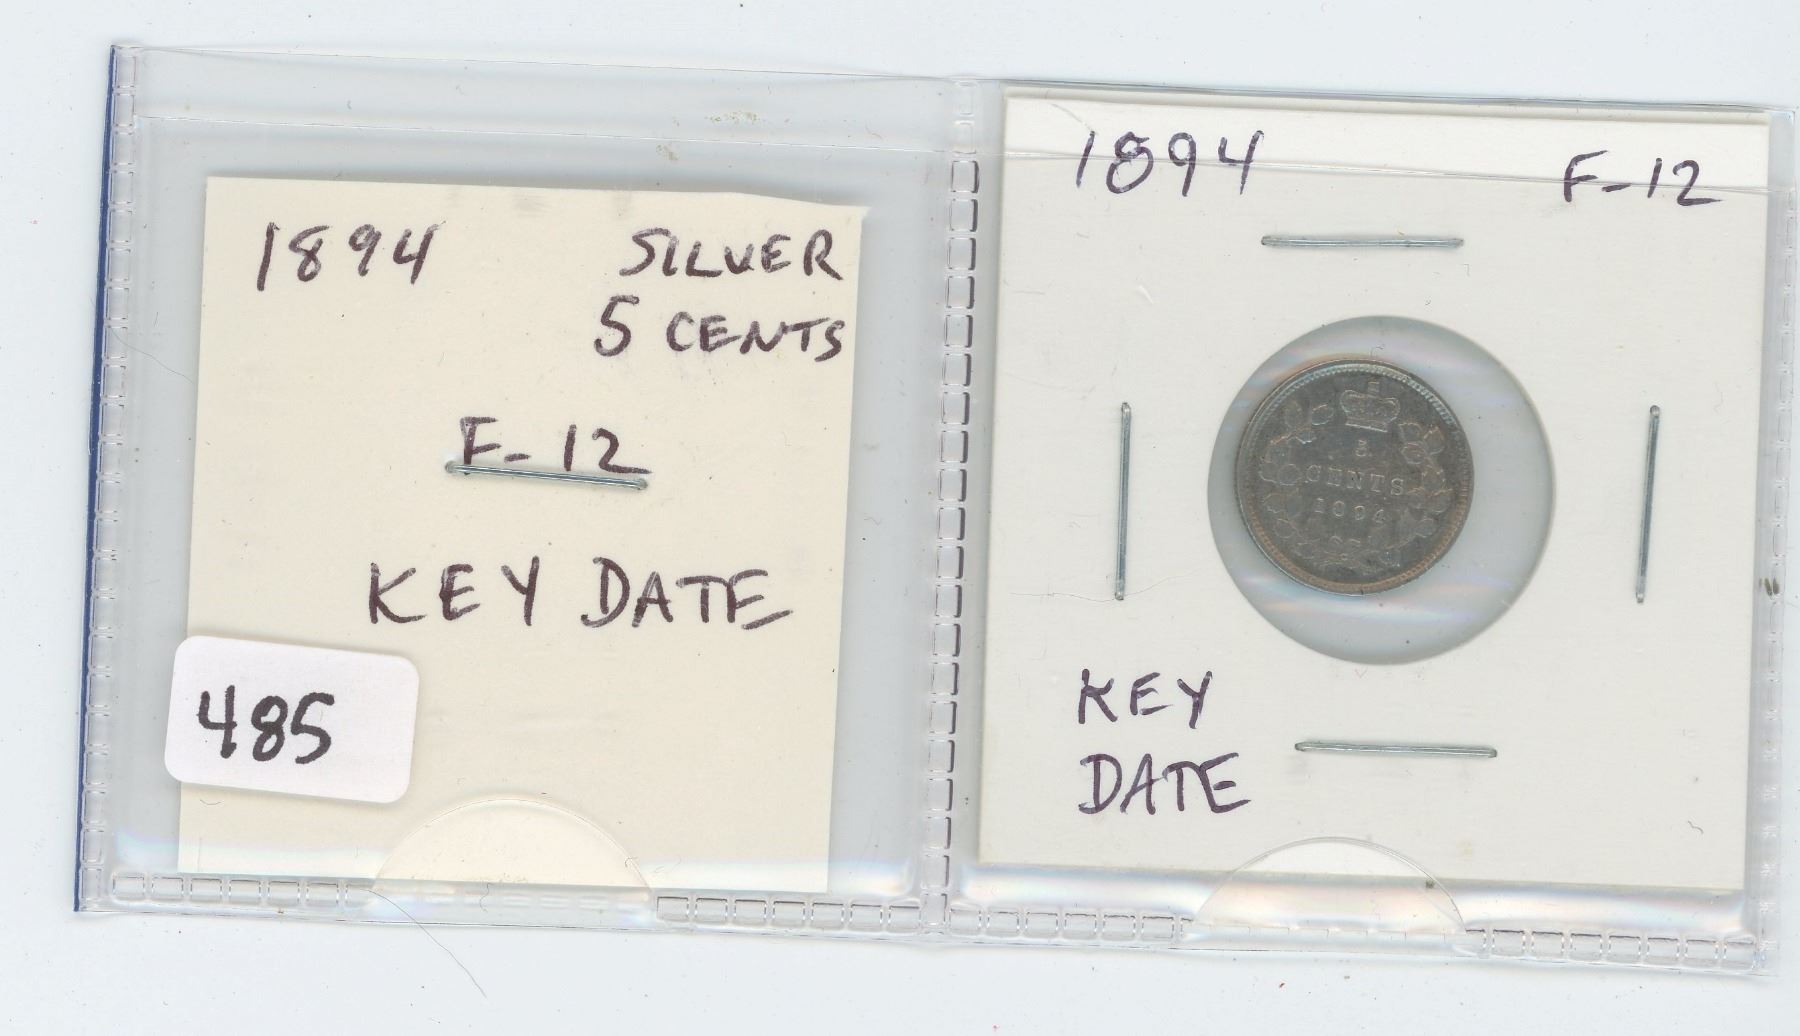 1894 SILVER
5 CENTS
F-12
KEY DATE
485
1894 F-12
5
CENTS
1894
KEY
DATE